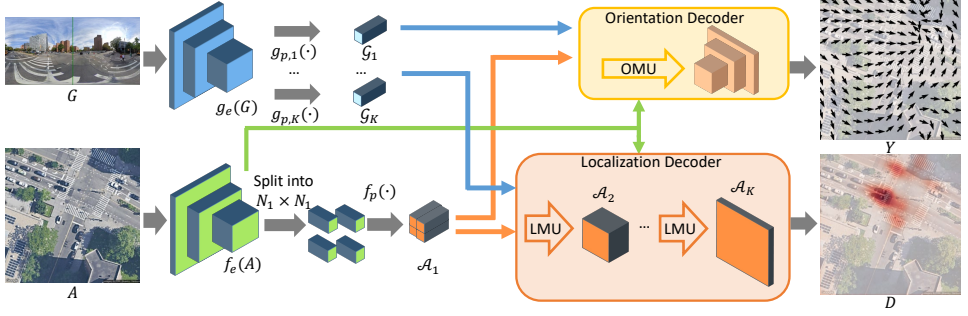 G
g_e(G)
g_{p,1}(·)
...
g_{p,K}(·)
𝒢_1
...
𝒢_K
Orientation Decoder
OMU
Y
A
f_e(A)
Split into
N_1 × N_1
f_p(·)
𝒜_1
Localization Decoder
LMU
𝒜_2
...
LMU
𝒜_K
D